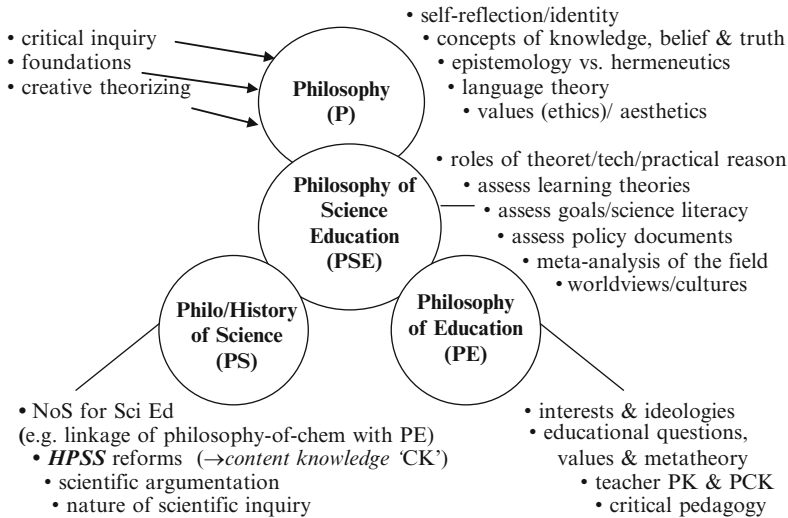 • critical inquiry
• foundations
• creative theorizing
Philosophy
(P)
• self-reflection/identity
• concepts of knowledge, belief & truth
• epistemology vs. hermeneutics
• language theory
• values (ethics)/ aesthetics
Philosophy of
Science
Education
(PSE)
• roles of theoret/tech/practical reason
• assess learning theories
• assess goals/science literacy
• assess policy documents
• meta-analysis of the field
• worldviews/cultures
Philo/History
of Science
(PS)
Philosophy
of Education
(PE)
• NoS for Sci Ed
(e.g. linkage of philosophy-of-chem with PE)
• HPSS reforms (→content knowledge ‘CK’)
• scientific argumentation
• nature of scientific inquiry
• interests & ideologies
• educational questions,
values & metatheory
• teacher PK & PCK
• critical pedagogy